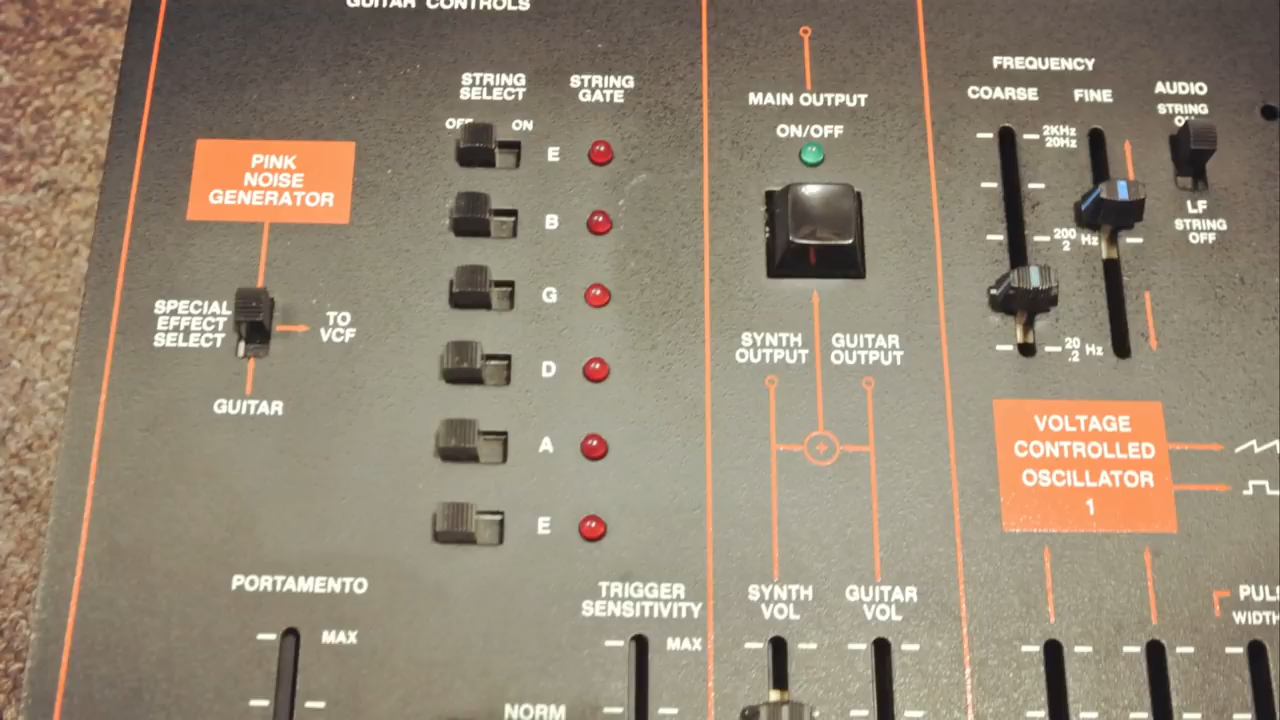 GUITAR CONTROLS
STRING
SELECT
STRING
GATE
OFF
ON
E
B
G
D
A
E
PINK
NOISE
GENERATOR
SPECIAL
EFFECT
SELECT
TO
VCF
GUITAR
PORTAMENTO
MAX
TRIGGER
SENSITIVITY
MAX
NORM
MAIN OUTPUT
ON/OFF
SYNTH
OUTPUT
GUITAR
OUTPUT
+
SYNTH
VOL
GUITAR
VOL
FREQUENCY
COARSE
FINE
2KHz
20Hz
200
2
Hz
20
.2
Hz
AUDIO
STRING
ON
LF
STRING
OFF
VOLTAGE
CONTROLLED
OSCILLATOR
1
PULS
WIDTH